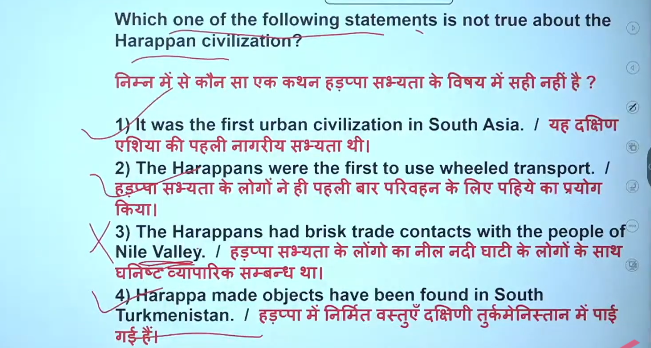 Which one of the following statements is not true about the
Harappan civilization?
निम्न में से कौन सा एक कथन हड़प्पा सभ्यता के विषय में सही नहीं है ?
1) It was the first urban civilization in South Asia. / यह दक्षिण
एशिया की पहली नागरीय सभ्यता थी।
2) The Harappans were the first to use wheeled transport. /
हड़प्पा सभ्यता के लोगों ने ही पहली बार परिवहन के लिए पहिये का प्रयोग
किया।
3) The Harappans had brisk trade contacts with the people of
Nile Valley. / हड़प्पा सभ्यता के लोंगो का नील नदी घाटी के लोगों के साथ
घनिष्ट व्यापारिक सम्बन्ध था।
4) Harappa made objects have been found in South
Turkmenistan. / हड़प्पा में निर्मित वस्तुएँ दक्षिणी तुर्कमेनिस्तान में पाई
गई हैं।